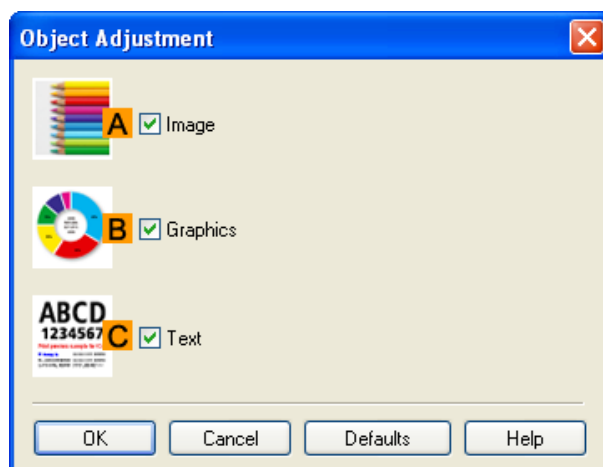 Object Adjustment
A
Image
B
Graphics
ABCD
1234567
C
Text
OK
Cancel
Defaults
Help